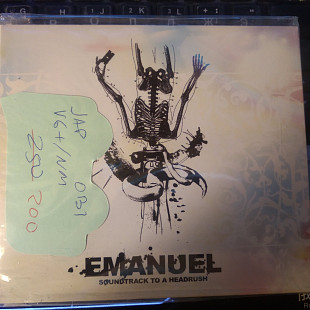 JAP OBI
VG+/NM
250 200
EMANUEL
SOUNDTRACK TO A HEADRUSH